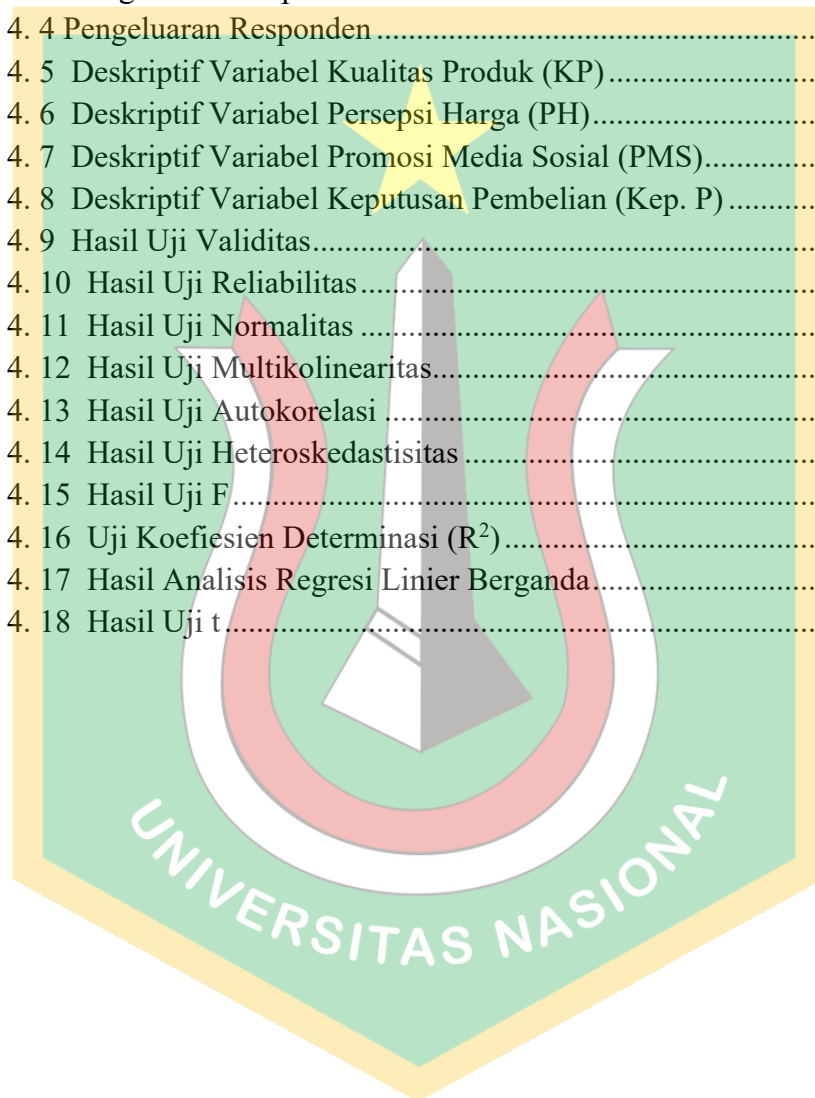 4. 4 Pengeluaran Responden
4. 5 Deskriptif Variabel Kualitas Produk (KP)
4. 6 Deskriptif Variabel Persepsi Harga (PH)
4. 7 Deskriptif Variabel Promosi Media Sosial (PMS)
4. 8 Deskriptif Variabel Keputusan Pembelian (Kep. P)
4. 9 Hasil Uji Validitas
4. 10 Hasil Uji Reliabilitas
4. 11 Hasil Uji Normalitas
4. 12 Hasil Uji Multikolinearitas
4. 13 Hasil Uji Autokorelasi
4. 14 Hasil Uji Heteroskedastisitas
4. 15 Hasil Uji F
4. 16 Uji Koefiesien Determinasi (R²)
4. 17 Hasil Analisis Regresi Linier Berganda
4. 18 Hasil Uji t
UNIVERSITAS NASIONAL